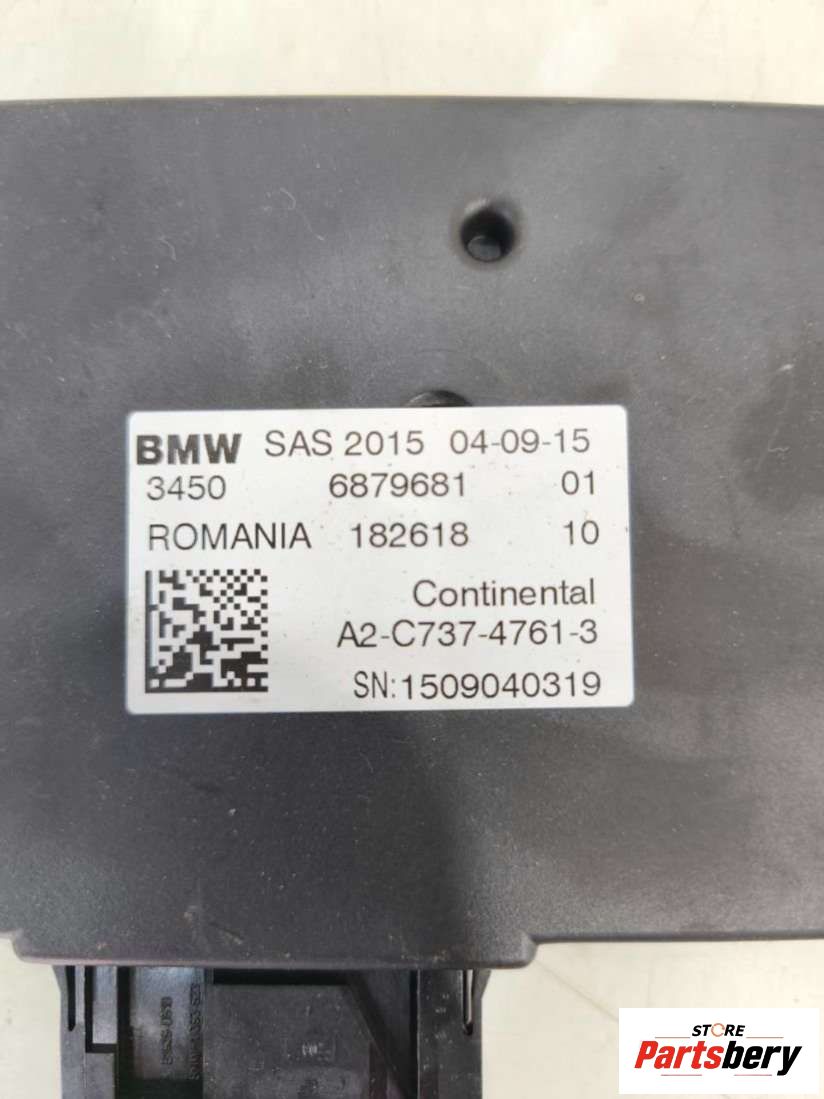 BMW SAS 2015 04-09-15
3450 6879681 01
ROMANIA 182618 10
Continental
A2-C737-4761-3
SN:1509040319
STORE
Partsbery